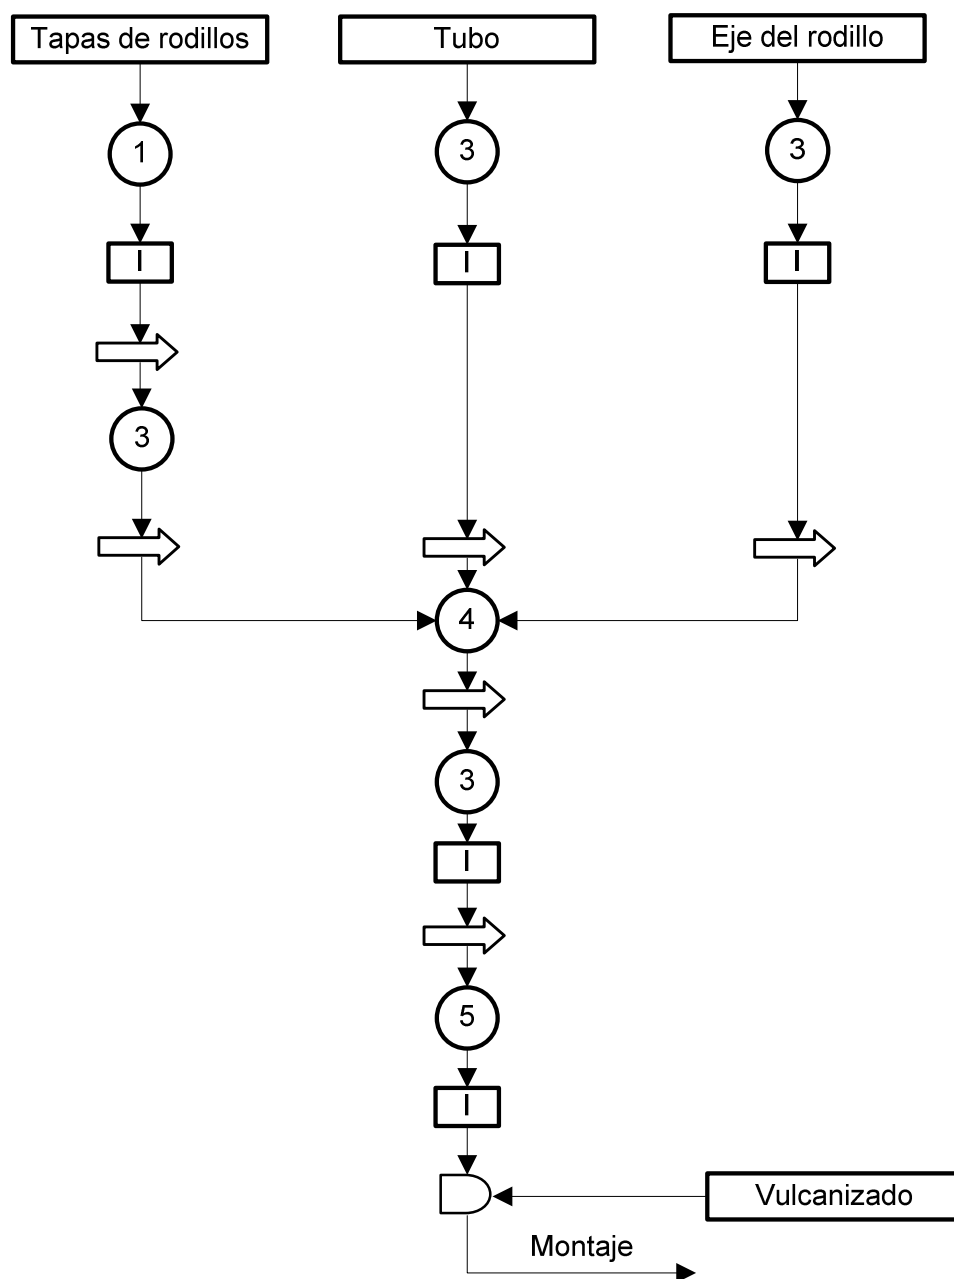 Tapas de rodillos
Tubo
Eje del rodillo
1
3
3
I
I
I
3
4
3
I
5
I
Vulcanizado
Montaje